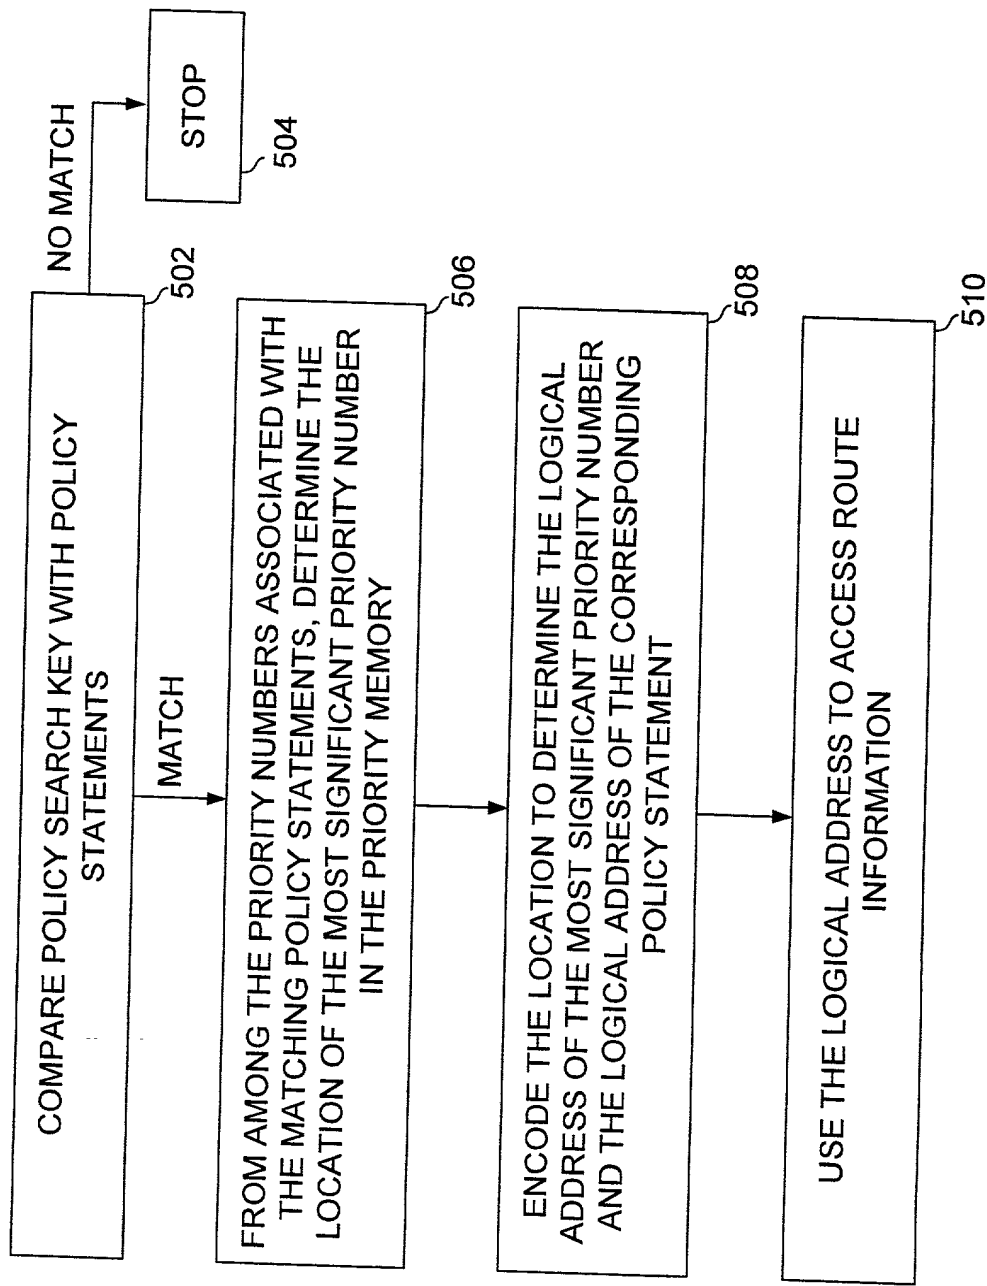 COMPARE POLICY SEARCH KEY WITH POLICY
STATEMENTS
502
NO MATCH
STOP
504
MATCH
FROM AMONG THE PRIORITY NUMBERS ASSOCIATED WITH
THE MATCHING POLICY STATEMENTS, DETERMINE THE
LOCATION OF THE MOST SIGNIFICANT PRIORITY NUMBER
IN THE PRIORITY MEMORY
506
ENCODE THE LOCATION TO DETERMINE THE LOGICAL
ADDRESS OF THE MOST SIGNIFICANT PRIORITY NUMBER
AND THE LOGICAL ADDRESS OF THE CORRESPONDING
POLICY STATEMENT
508
USE THE LOGICAL ADDRESS TO ACCESS ROUTE
INFORMATION
510